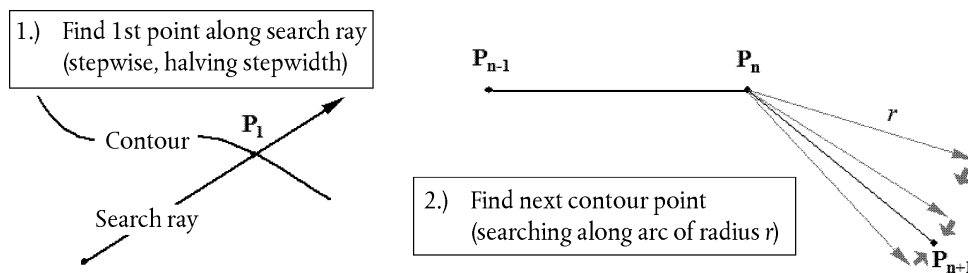 1.) Find 1st point along search ray
(stepwise, halving stepwidth)
Contour
P1
Search ray
Pn-1
Pn
r
2.) Find next contour point
(searching along arc of radius r)
Pn+1